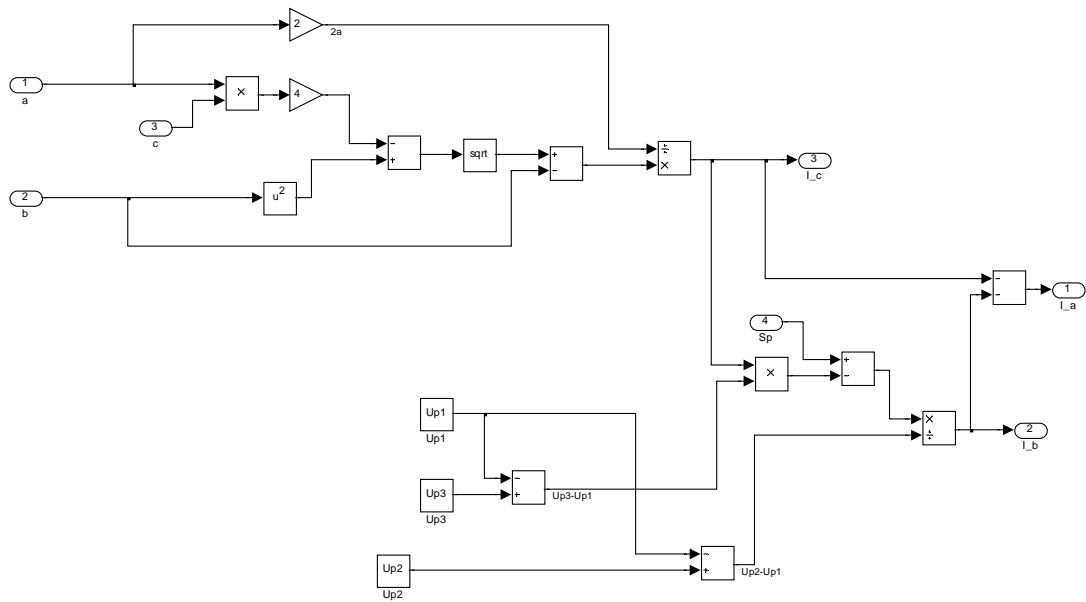 2
2a
1
a
×
4
3
c
-
+
sqrt
+
-
÷
×
3
I_c
2
b
u2
-
-
1
I_a
4
Sp
×
+
-
Up1
Up1
×
÷
2
I_b
-
+
Up3-Up1
Up3
Up3
-
+
Up2-Up1
Up2
Up2